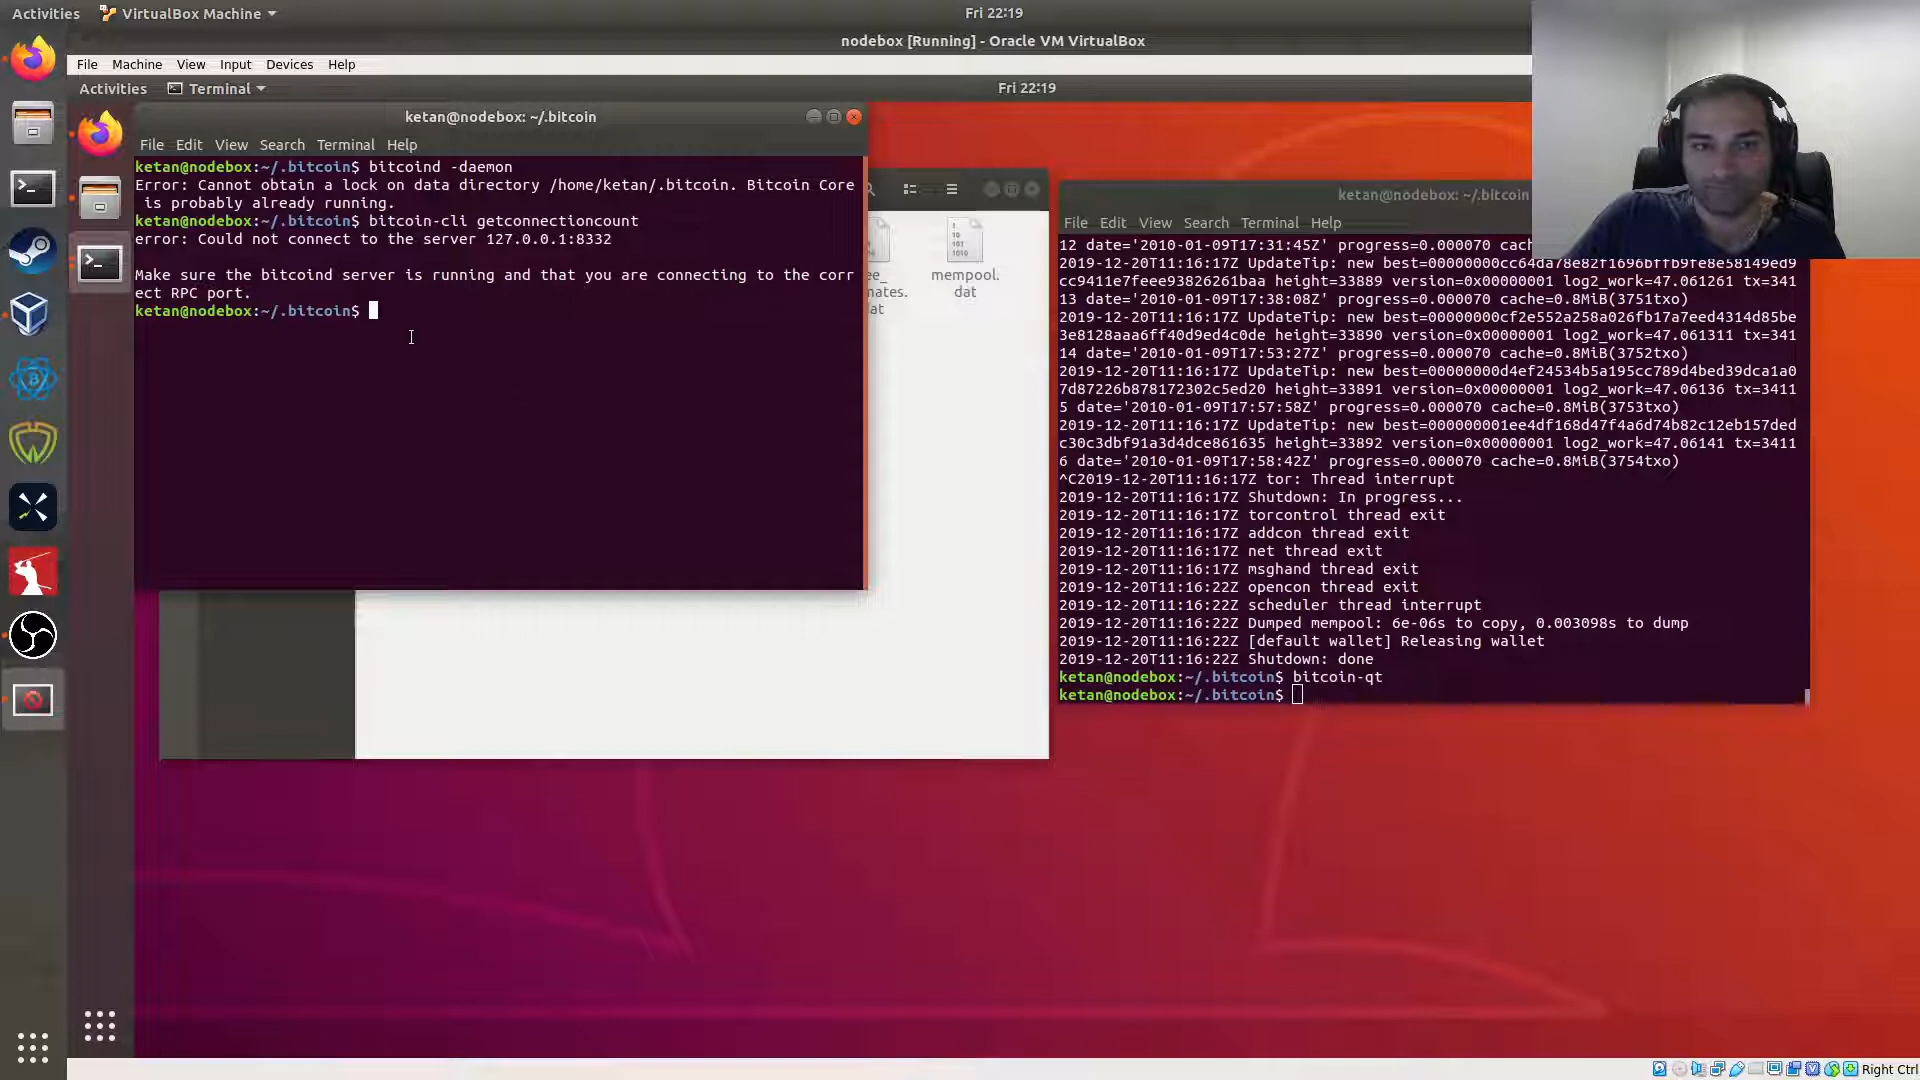 Activities VirtualBox Machine Fri 22:19
nodebox [Running] - Oracle VM VirtualBox
File Machine View Input Devices Help
Activities Terminal Fri 22:19
ketan@nodebox: ~/.bitcoin
File Edit View Search Terminal Help
ketan@nodebox:~/.bitcoin$ bitcoind -daemon
Error: Cannot obtain a lock on data directory /home/ketan/.bitcoin. Bitcoin Core
is probably already running.
ketan@nodebox:~/.bitcoin$ bitcoin-cli getconnectioncount
error: Could not connect to the server 127.0.0.1:8332
Make sure the bitcoind server is running and that you are connecting to the corr
ect RPC port.
ketan@nodebox:~/.bitcoin$
mempool.
dat
ketan@nodebox: ~/.bitcoin
File Edit View Search Terminal Help
12 date='2010-01-09T17:31:45Z' progress=0.000070 cach
2019-12-20T11:16:17Z UpdateTip: new best=00000000cc64da78e82f1696bffb9fe8e58149ed9
cc9411e7feee93826261baa height=33889 version=0x00000001 log2_work=47.061261 tx=341
13 date='2010-01-09T17:38:08Z' progress=0.000070 cache=0.8MiB(3751txo)
2019-12-20T11:16:17Z UpdateTip: new best=00000000cf2e552a258a026fb17a7eed4314d85be
3e8128aaa6ff40d9ed4c0de height=33890 version=0x00000001 log2_work=47.061311 tx=341
14 date='2010-01-09T17:53:27Z' progress=0.000070 cache=0.8MiB(3752txo)
2019-12-20T11:16:17Z UpdateTip: new best=00000000d4ef24534b5a195cc789d4bed39dca1a0
7d87226b878172302c5ed20 height=33891 version=0x00000001 log2_work=47.06136 tx=3411
5 date='2010-01-09T17:57:58Z' progress=0.000070 cache=0.8MiB(3753txo)
2019-12-20T11:16:17Z UpdateTip: new best=000000001ee4df168d47f4a6d74b82c12eb157ded
c30c3dbf91a3d4dce861635 height=33892 version=0x00000001 log2_work=47.06141 tx=3411
6 date='2010-01-09T17:58:42Z' progress=0.000070 cache=0.8MiB(3754txo)
^C2019-12-20T11:16:17Z tor: Thread interrupt
2019-12-20T11:16:17Z Shutdown: In progress...
2019-12-20T11:16:17Z torcontrol thread exit
2019-12-20T11:16:17Z addcon thread exit
2019-12-20T11:16:17Z net thread exit
2019-12-20T11:16:17Z msghand thread exit
2019-12-20T11:16:22Z opencon thread exit
2019-12-20T11:16:22Z scheduler thread interrupt
2019-12-20T11:16:22Z Dumped mempool: 6e-06s to copy, 0.003098s to dump
2019-12-20T11:16:22Z [default wallet] Releasing wallet
2019-12-20T11:16:22Z Shutdown: done
ketan@nodebox:~/.bitcoin$ bitcoin-qt
ketan@nodebox:~/.bitcoin$
Right Ctrl